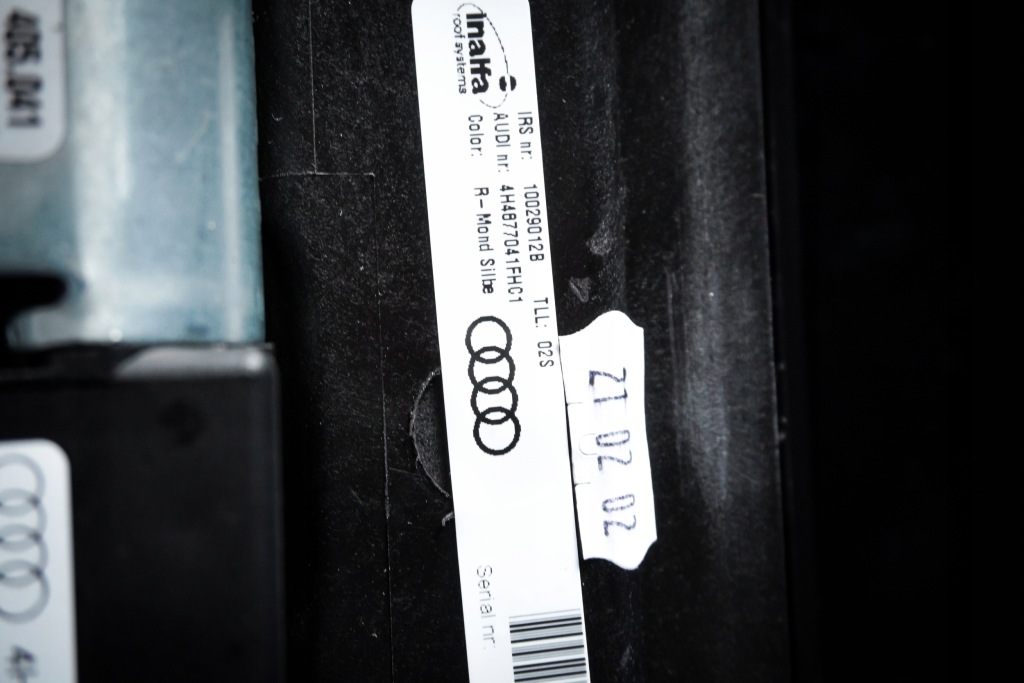 405.041
inalfa
roof systems
IRS nr: 10029012B TLL: 02S
AUDI nr: 4H4877041FHC1
Color: R-Mond Silbe
Serial nr:
21 02 02